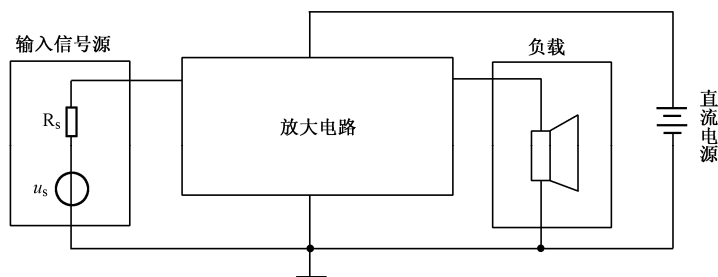 输入信号源
负载
R_s
放大电路
直流电源
u_s